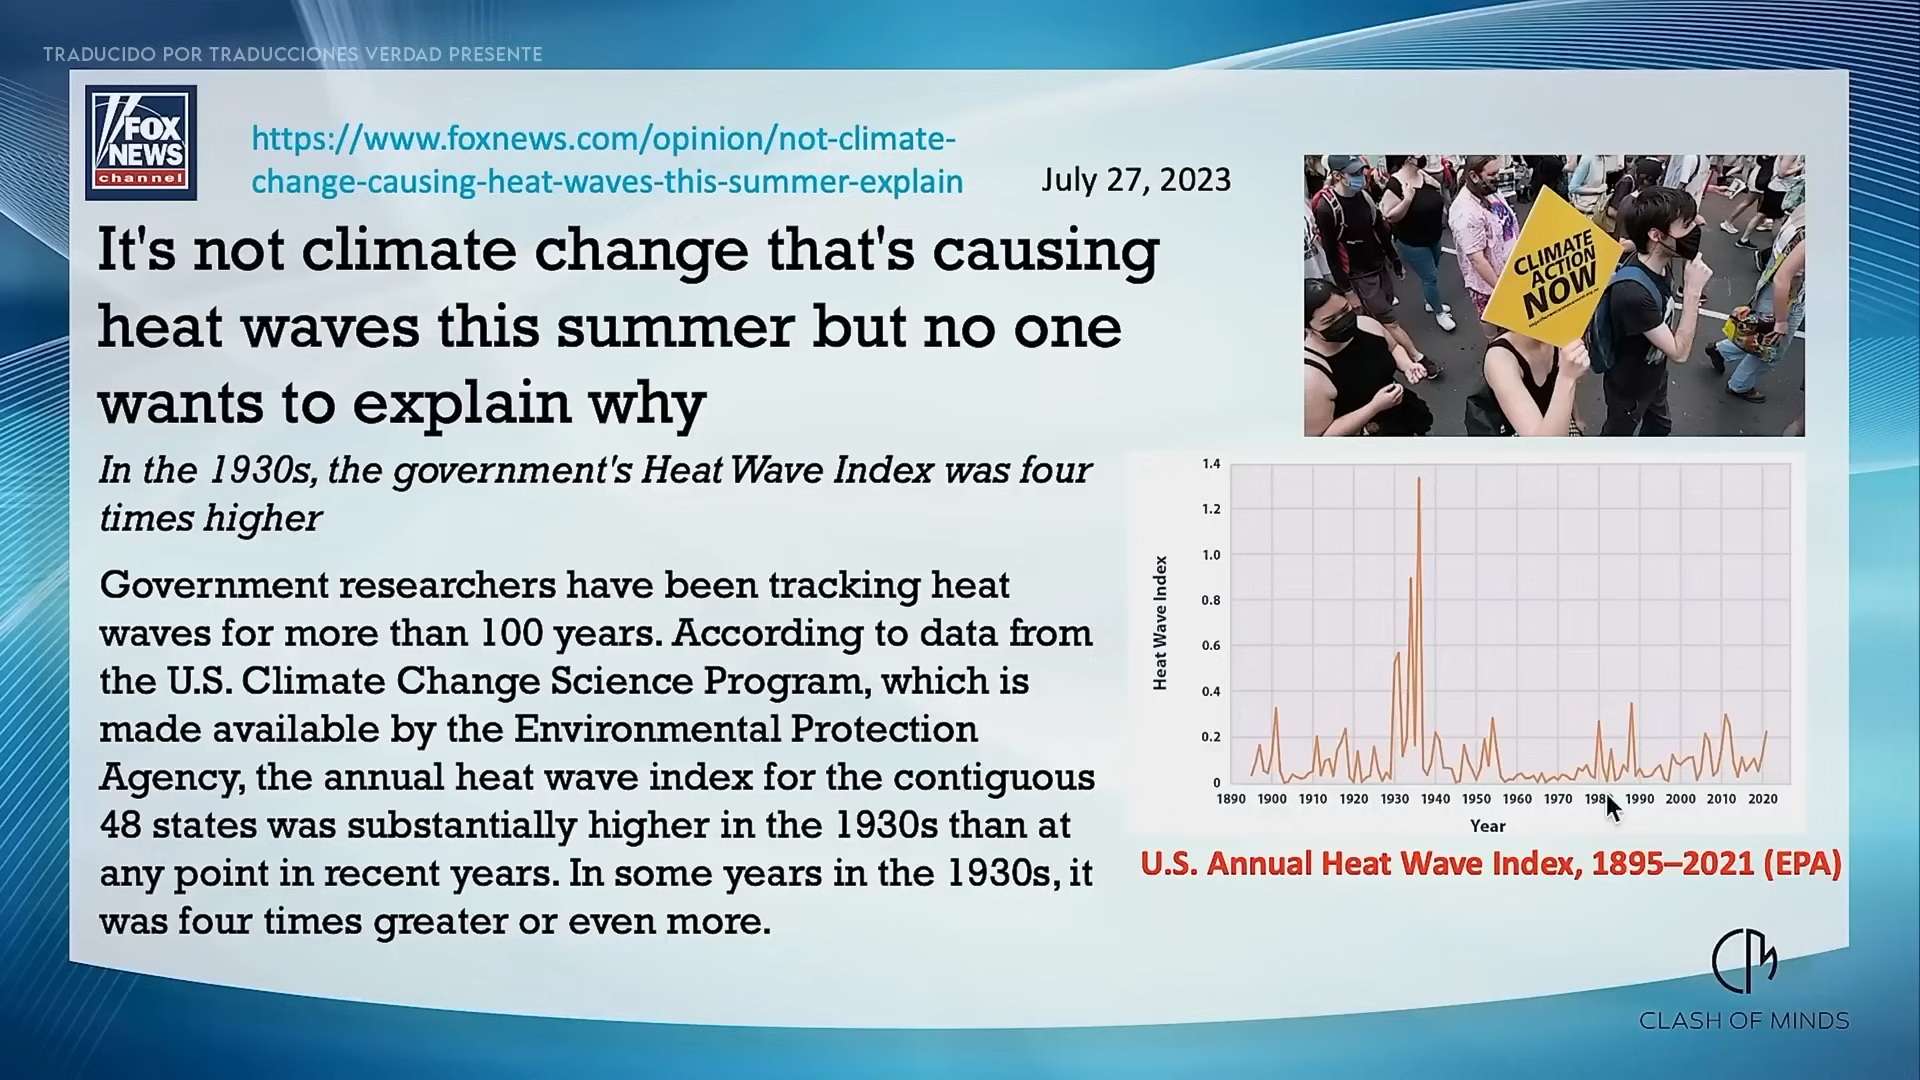 TRADUCIDO POR TRADUCCIONES VERDAD PRESENTE
FOX
NEWS
channel
https://www.foxnews.com/opinion/not-climate-
change-causing-heat-waves-this-summer-explain
July 27, 2023
It's not climate change that's causing
heat waves this summer but no one
wants to explain why
In the 1930s, the government's Heat Wave Index was four
times higher
Government researchers have been tracking heat
waves for more than 100 years. According to data from
the U.S. Climate Change Science Program, which is
made available by the Environmental Protection
Agency, the annual heat wave index for the contiguous
48 states was substantially higher in the 1930s than at
any point in recent years. In some years in the 1930s, it
was four times greater or even more.
CLIMATE
ACTION
NOW
Heat Wave Index
1.4
1.2
1.0
0.8
0.6
0.4
0.2
0
1890 1900 1910 1920 1930 1940 1950 1960 1970 1980 1990 2000 2010 2020
Year
U.S. Annual Heat Wave Index, 1895–2021 (EPA)
CLASH OF MINDS